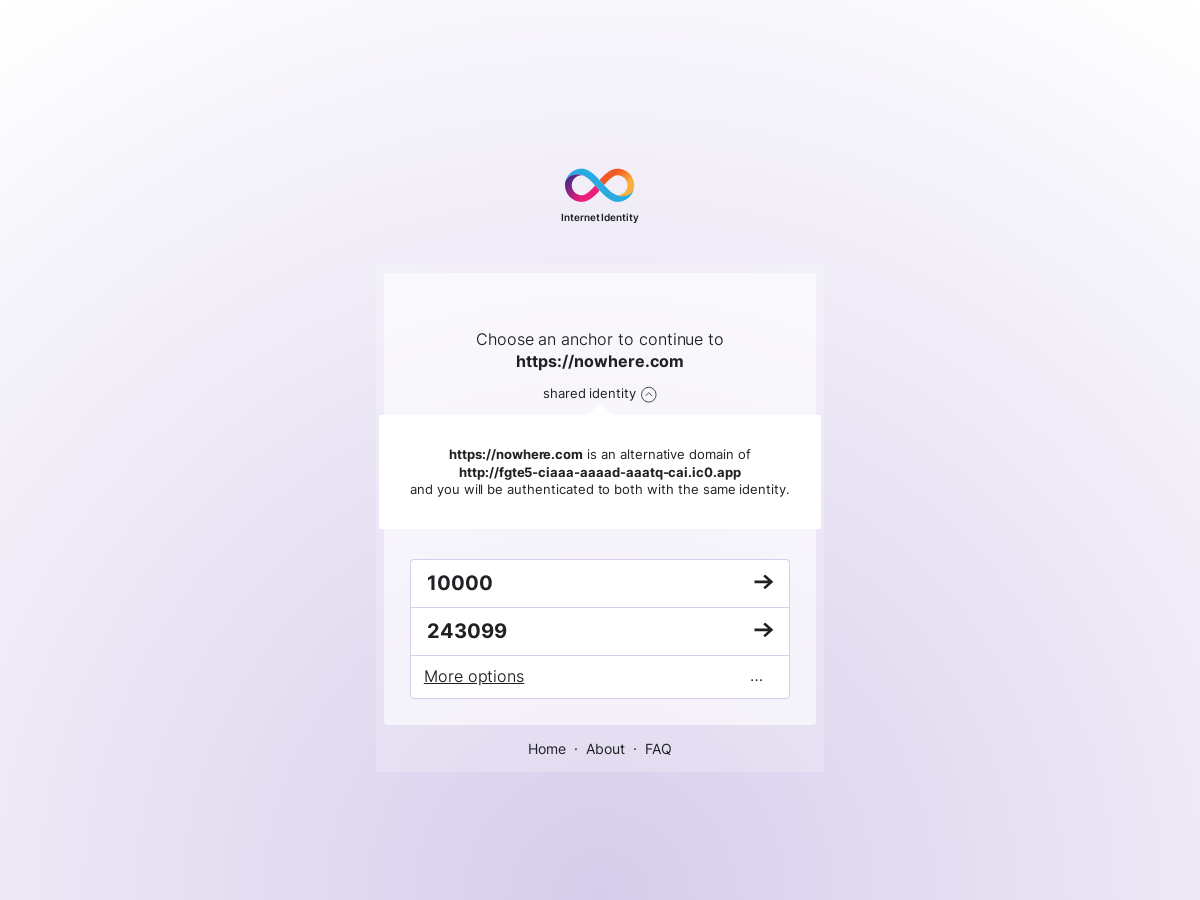 Internet Identity
Choose an anchor to continue to
https://nowhere.com
shared identity
https://nowhere.com is an alternative domain of
http://fgte5-ciaaa-aaaad-aaatq-cai.ic0.app
and you will be authenticated to both with the same identity.
10000
243099
More options …
Home · About · FAQ